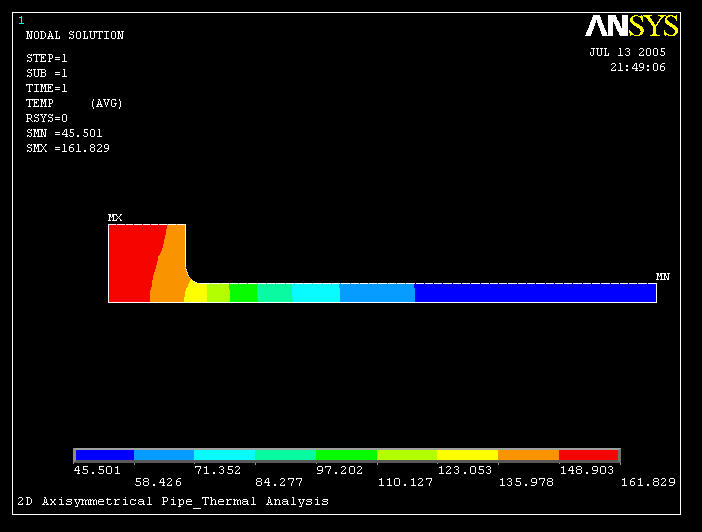 1
NODAL SOLUTION
STEP=1
SUB =1
TIME=1
TEMP (AVG)
RSYS=0
SMN =45.501
SMX =161.829
ANSYS
JUL 13 2005
21:49:06
MX
MN
45.501 71.352 97.202 123.053 148.903
58.426 84.277 110.127 135.978 161.829
2D Axisymmetrical Pipe_Thermal Analysis